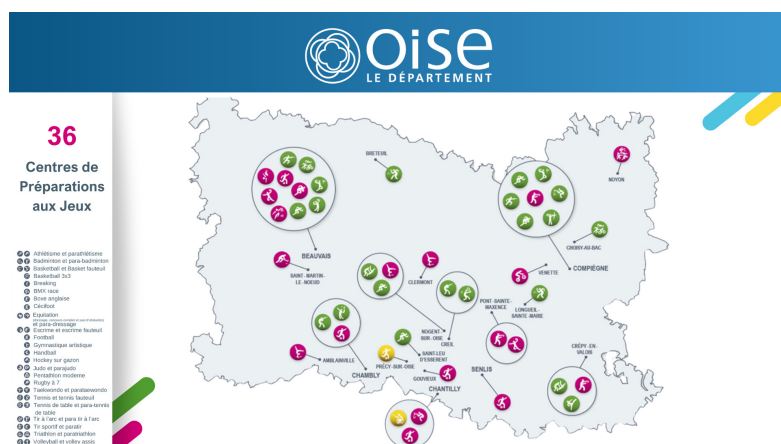 Oise
LE DÉPARTEMENT
36
Centres de
Préparations
aux Jeux
Athlétisme et parathlétisme
Badminton et para-badminton
Basketball et Basket fauteuil
Basketball 3x3
Breaking
BMX race
Boxe anglaise
Cécifoot
Equitation
et para-dressage
Escrime et escrime fauteuil
Football
Gymnastique artistique
Handball
Hockey sur gazon
Judo et parajudo
Pentathlon moderne
Rugby à 7
Taekwondo et parataekwondo
Tennis et tennis fauteuil
Tennis de table et para-tennis
de table
Tir à l'arc et para tir à l'arc
Tir sportif et paratir
Triathlon et paratriathlon
Volleyball et volley assis
BRETEUIL
NOYON
BEAUVAIS
SAINT-MARTIN-
LE-NOEUD
CLERMONT
CHOISY-AU-BAC
VENETTE
COMPIÈGNE
LONGUEIL-
SAINTE-MARIE
PONT-SAINTE-
MAXENCE
NOGENT-
SUR-OISE
CREIL
SAINT-LEU
D'ESSERENT
AMBLAINVILLE
CHAMBLY
PRÉCY-SUR-OISE
GOUVIEUX
CHANTILLY
SENLIS
CRÉPY-EN-
VALOIS